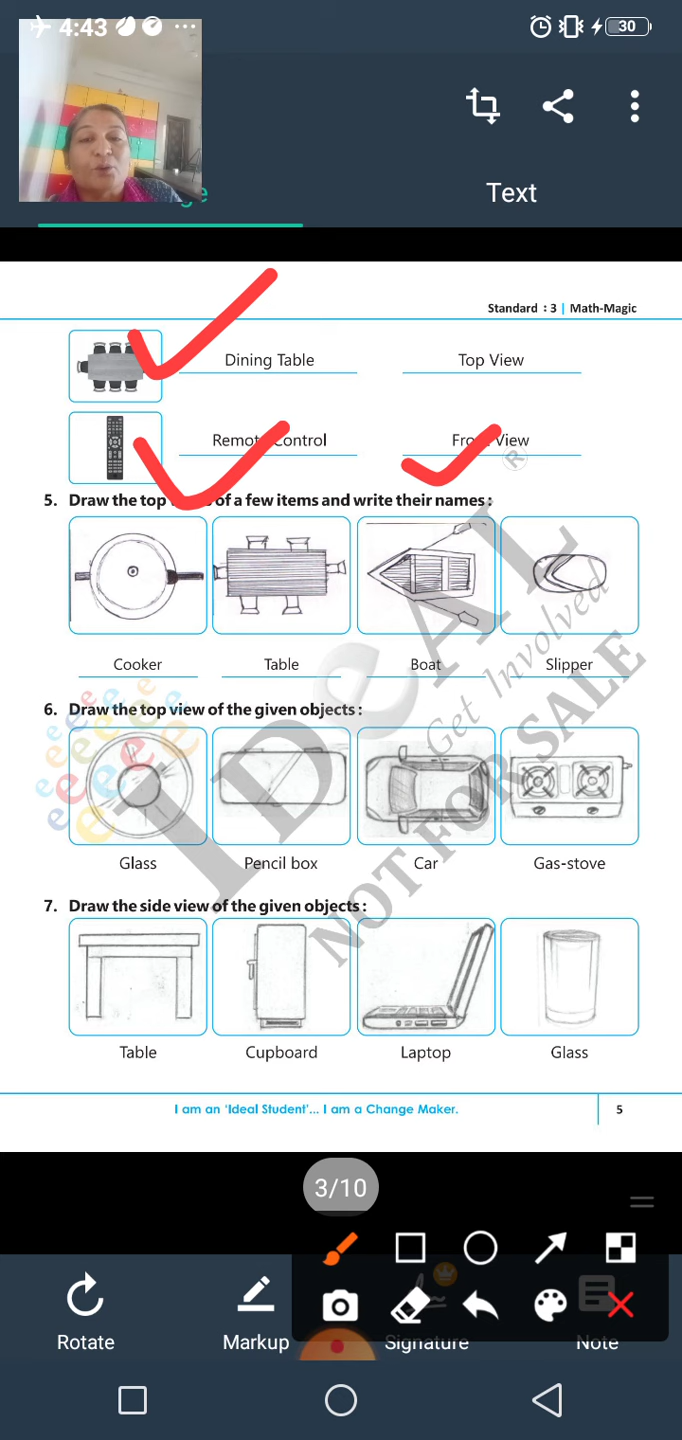 4:43
30
Text
Standard : 3 | Math-Magic
Dining Table Top View
Remote Control Front View
5. Draw the top of a few items and write their names :
Cooker Table Boat Slipper
6. Draw the top view of the given objects :
Glass Pencil box Car Gas-stove
7. Draw the side view of the given objects :
Table Cupboard Laptop Glass
IDeAL
®
Get Involved
NOT FOR SALE
I am an 'Ideal Student'... I am a Change Maker.
5
3/10
Rotate Markup Signature Note